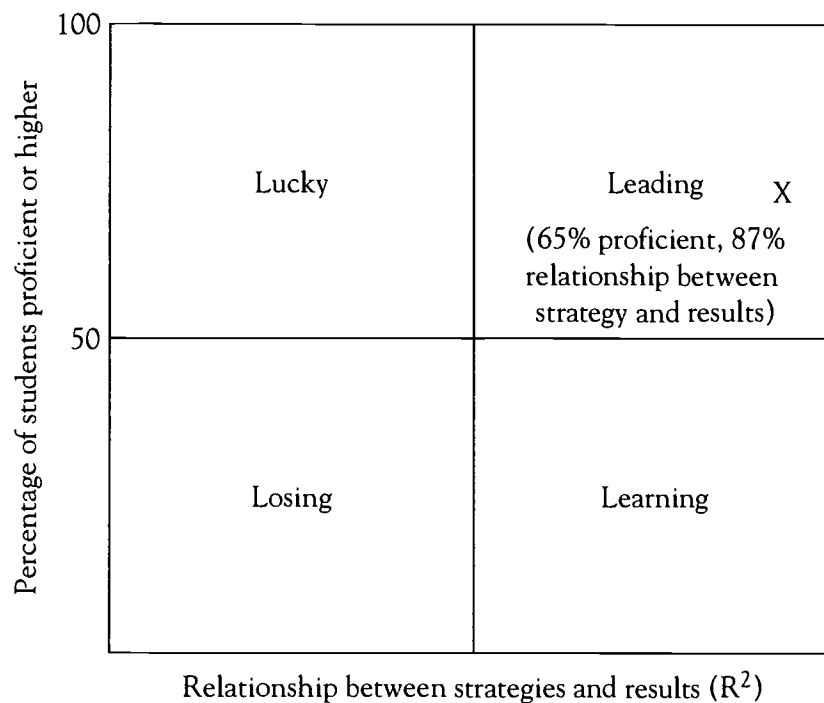 100
Percentage of students proficient or higher
Lucky
Leading
X
(65% proficient, 87%
relationship between
strategy and results)
50
Losing
Learning
Relationship between strategies and results (R²)